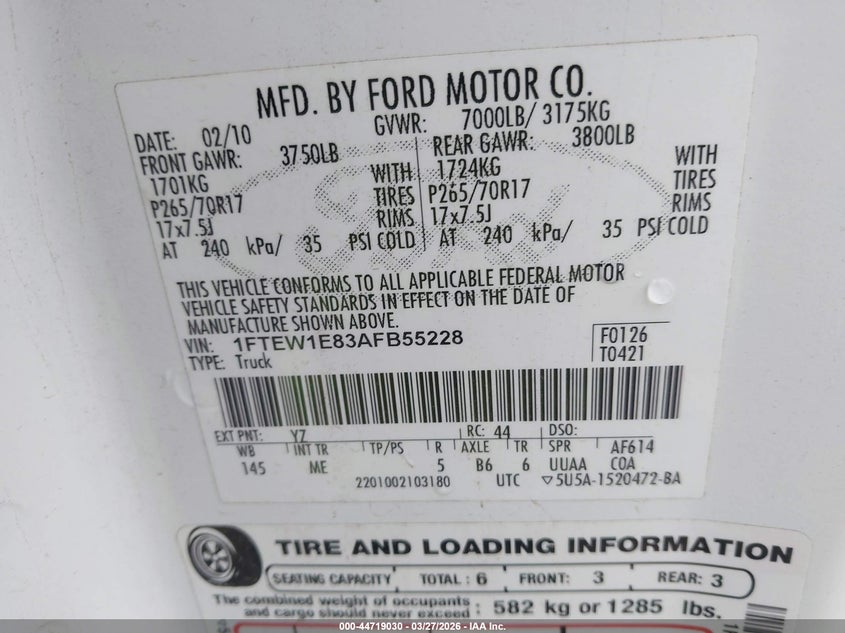 MFD. BY FORD MOTOR CO.
DATE: 02/10 GVWR: 7000LB/ 3175KG
FRONT GAWR: 3750LB REAR GAWR: 3800LB
1701KG WITH 1724KG WITH
P265/70R17 TIRES P265/70R17 TIRES
17x7.5J RIMS 17x7.5J RIMS
AT 240 kPa/ 35 PSI COLD AT 240 kPa/ 35 PSI COLD
THIS VEHICLE CONFORMS TO ALL APPLICABLE FEDERAL MOTOR
VEHICLE SAFETY STANDARDS IN EFFECT ON THE DATE OF
MANUFACTURE SHOWN ABOVE.
VIN: 1FTEW1E83AFB55228 F0126
TYPE: Truck T0421
EXT PNT: YZ RC: 44 DSO:
WB INT TR TP/PS R AXLE TR SPR AF614
145 ME 5 B6 6 UUAA COA
2201002103180 UTC ▽5U5A-1520472-BA
TIRE AND LOADING INFORMATION
SEATING CAPACITY TOTAL : 6 FRONT: 3 REAR: 3
The combined weight of occupants
and cargo should never exceed : 582 kg or 1285 lbs.
000-44719030 - 03/27/2026 - IAA Inc.